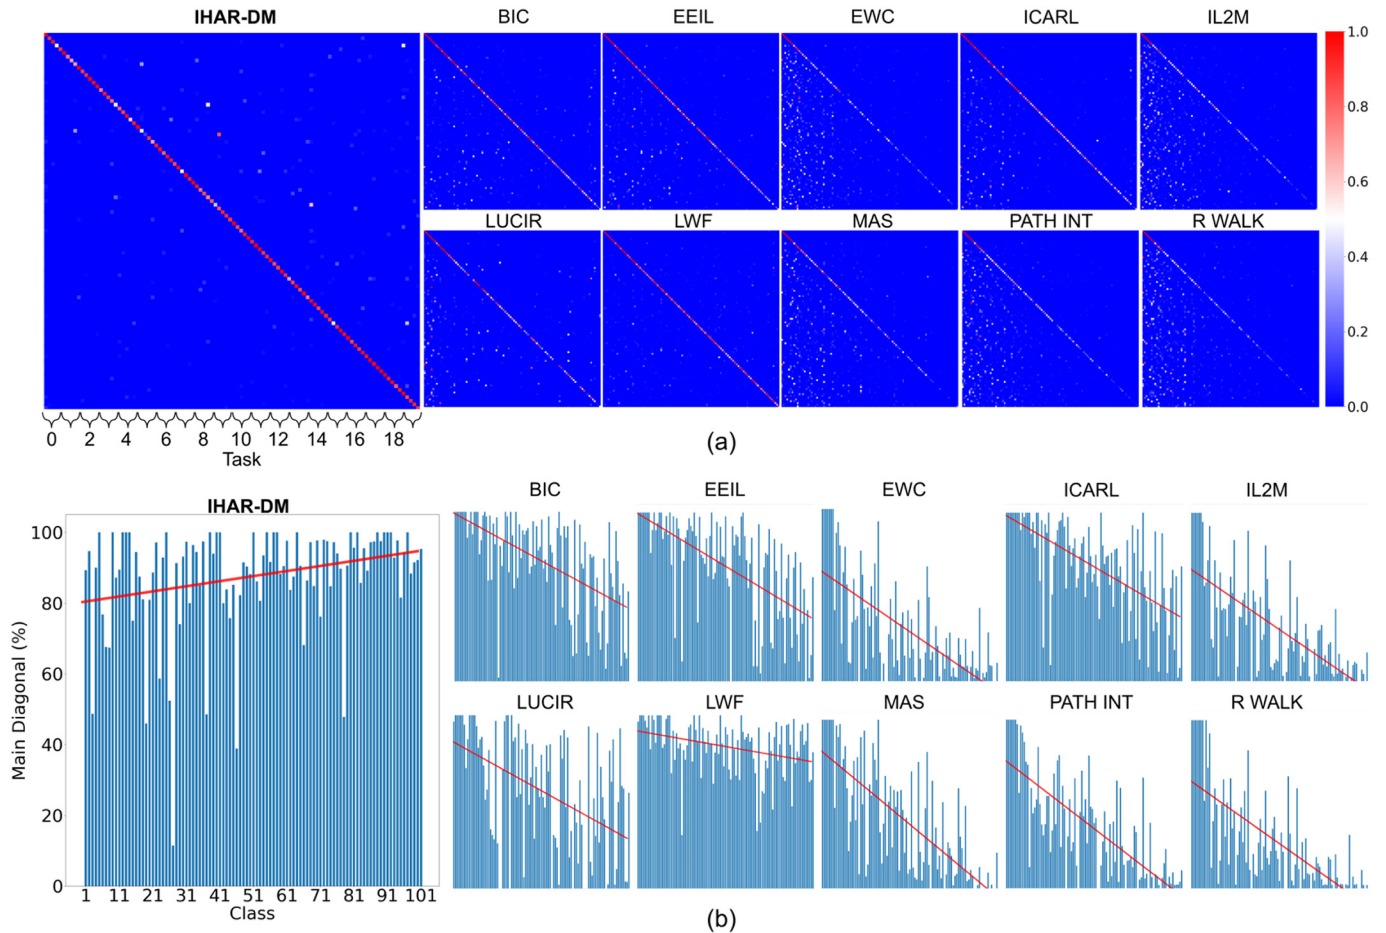 IHAR-DM BIC EEIL EWC ICARL IL2M
1.0
0.8
0.6
0.4
0.2
0.0
LUCIR LWF MAS PATH INT R WALK
0 2 4 6 8 10 12 14 16 18
Task
(a)
IHAR-DM BIC EEIL EWC ICARL IL2M
100
80
60
40
20
0
Main Diagonal (%)
LUCIR LWF MAS PATH INT R WALK
1 11 21 31 41 51 61 71 81 91 101
Class
(b)